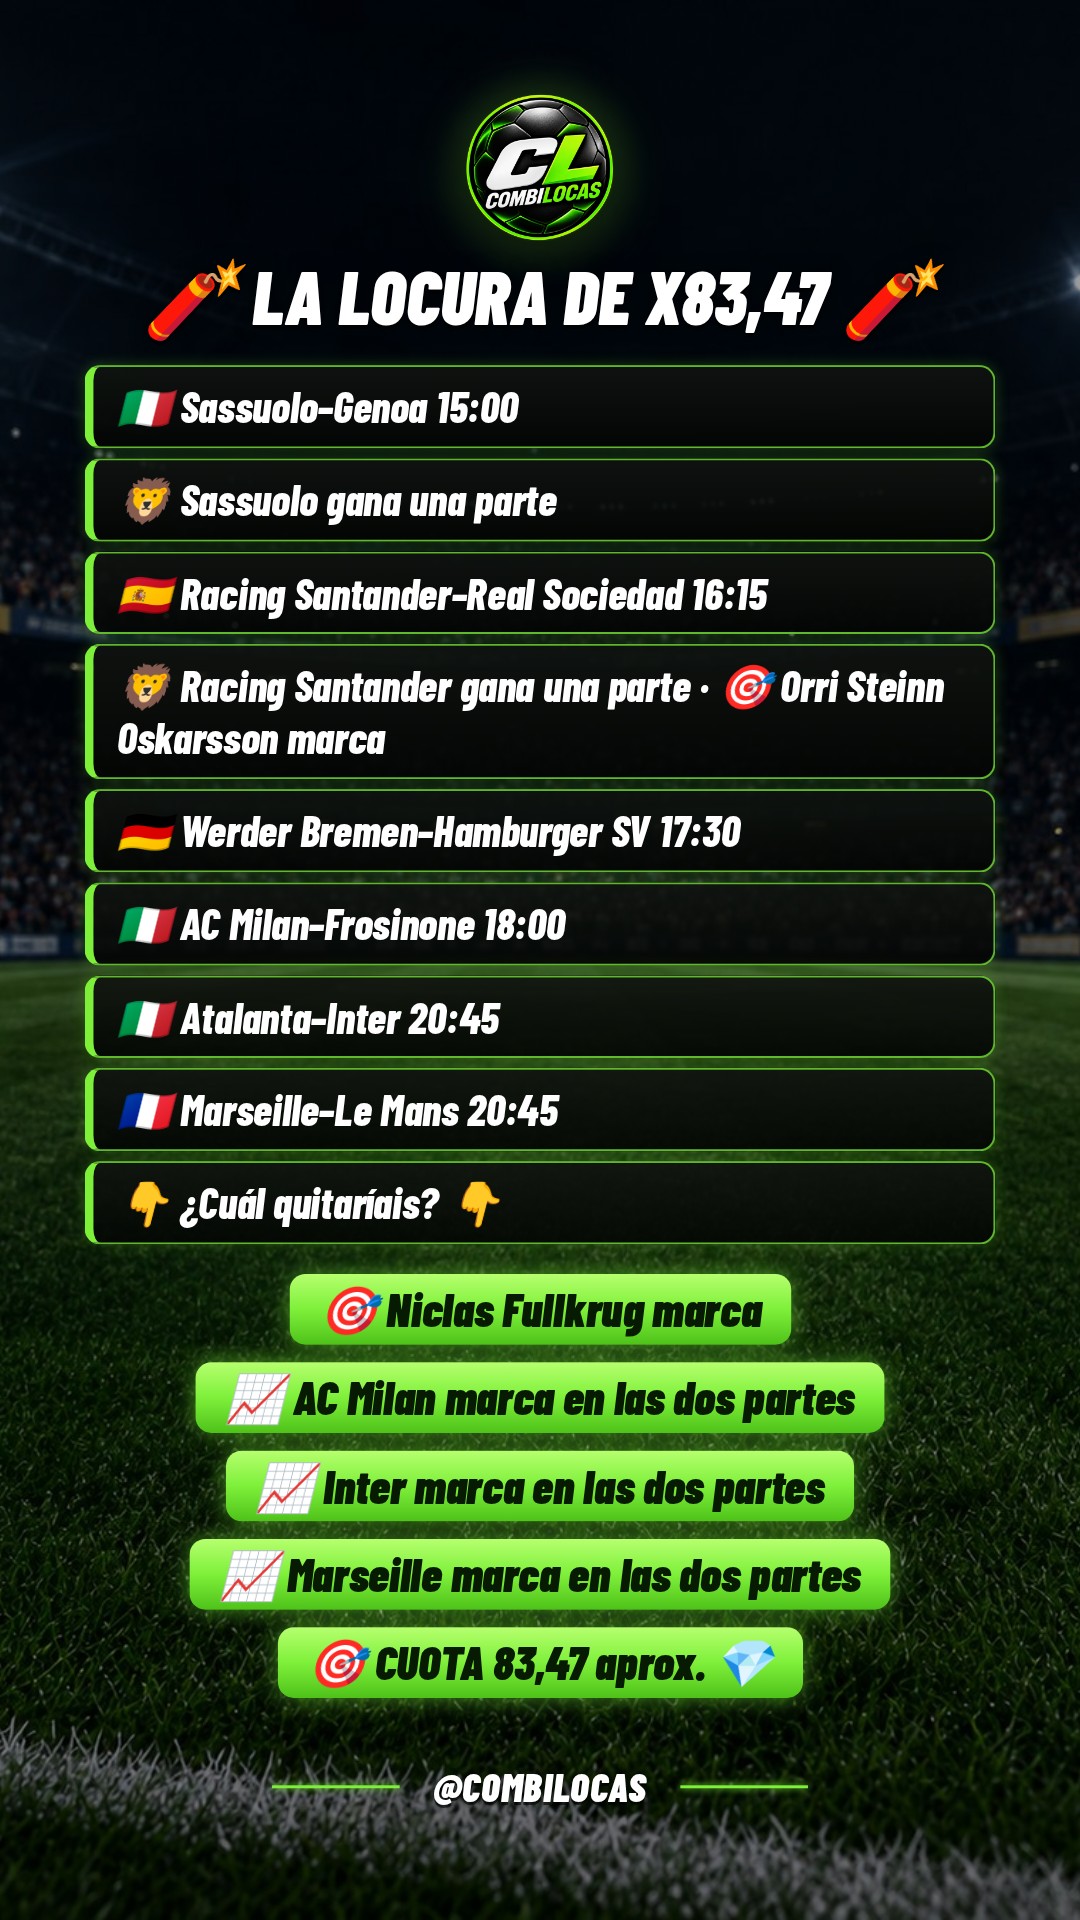 CL
COMBILOCAS
🧨 LA LOCURA DE X83,47 🧨
🇮🇹 Sassuolo-Genoa 15:00
🦁 Sassuolo gana una parte
🇪🇸 Racing Santander-Real Sociedad 16:15
🦁 Racing Santander gana una parte · 🎯 Orri Steinn
Oskarsson marca
🇩🇪 Werder Bremen-Hamburger SV 17:30
🇮🇹 AC Milan-Frosinone 18:00
🇮🇹 Atalanta-Inter 20:45
🇫🇷 Marseille-Le Mans 20:45
👇 ¿Cuál quitaríais? 👇
🎯 Niclas Fullkrug marca
📈 AC Milan marca en las dos partes
📈 Inter marca en las dos partes
📈 Marseille marca en las dos partes
🎯 CUOTA 83,47 aprox. 💎
@COMBILOCAS